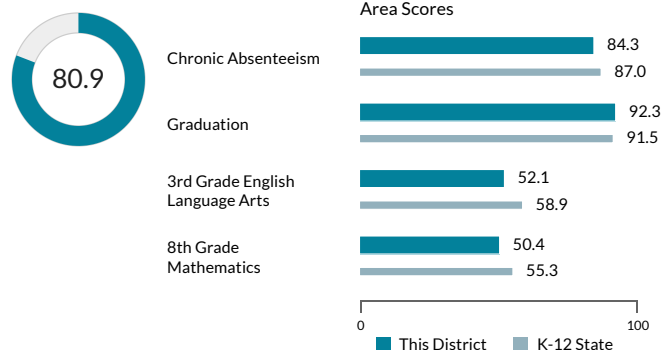 Area Scores
80.9
Chronic Absenteeism
84.3
87.0
Graduation
92.3
91.5
3rd Grade English
Language Arts
52.1
58.9
8th Grade
Mathematics
50.4
55.3
0 100
This District K-12 State